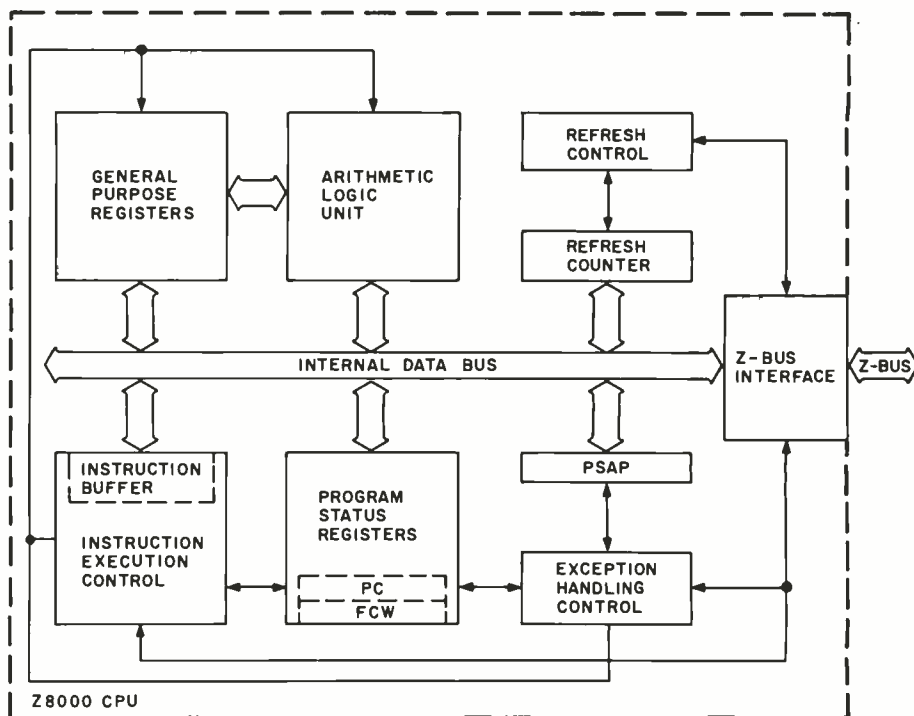 GENERAL
PURPOSE
REGISTERS
ARITHMETIC
LOGIC
UNIT
REFRESH
CONTROL
REFRESH
COUNTER
INTERNAL DATA BUS
Z-BUS
INTERFACE
Z-BUS
INSTRUCTION
BUFFER
INSTRUCTION
EXECUTION
CONTROL
PROGRAM
STATUS
REGISTERS
PC
FCW
PSAP
EXCEPTION
HANDLING
CONTROL
Z8000 CPU